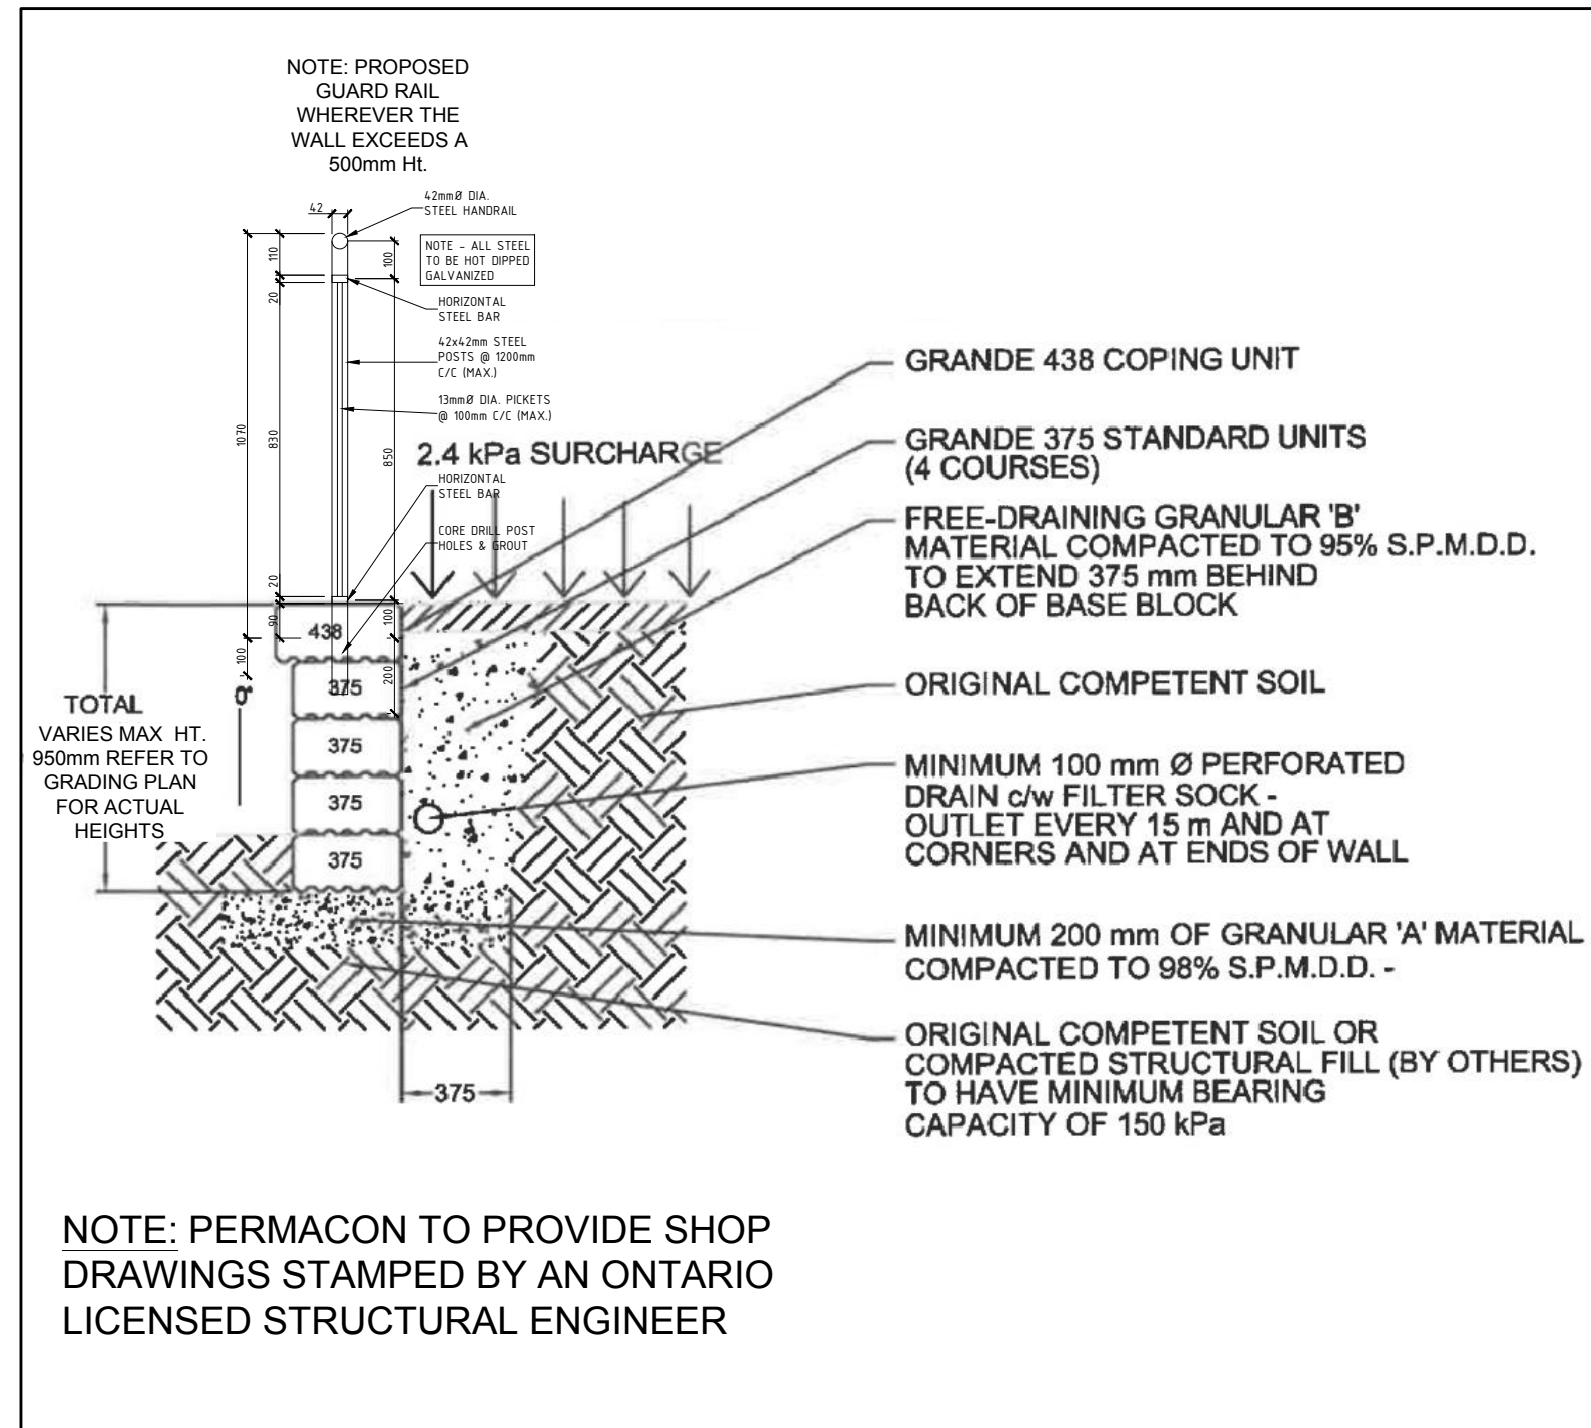 NOTE: PROPOSED
GUARD RAIL
WHEREVER THE
WALL EXCEEDS A
500mm Ht.
42mmØ DIA.
STEEL HANDRAIL
42
NOTE - ALL STEEL
TO BE HOT DIPPED
GALVANIZED
110
100
20
HORIZONTAL
STEEL BAR
42x42mm STEEL
POSTS @ 1200mm
C/C (MAX.)
13mmØ DIA. PICKETS
@ 100mm C/C (MAX.)
1070
830
850
2.4 kPa SURCHARGE
HORIZONTAL
STEEL BAR
CORE DRILL POST
HOLES & GROUT
20
90
100
100
200
438
375
375
375
375
0"
TOTAL
VARIES MAX HT.
950mm REFER TO
GRADING PLAN
FOR ACTUAL
HEIGHTS
375
GRANDE 438 COPING UNIT
GRANDE 375 STANDARD UNITS
(4 COURSES)
FREE-DRAINING GRANULAR 'B'
MATERIAL COMPACTED TO 95% S.P.M.D.D.
TO EXTEND 375 mm BEHIND
BACK OF BASE BLOCK
ORIGINAL COMPETENT SOIL
MINIMUM 100 mm Ø PERFORATED
DRAIN c/w FILTER SOCK -
OUTLET EVERY 15 m AND AT
CORNERS AND AT ENDS OF WALL
MINIMUM 200 mm OF GRANULAR 'A' MATERIAL
COMPACTED TO 98% S.P.M.D.D. -
ORIGINAL COMPETENT SOIL OR
COMPACTED STRUCTURAL FILL (BY OTHERS)
TO HAVE MINIMUM BEARING
CAPACITY OF 150 kPa
NOTE: PERMACON TO PROVIDE SHOP
DRAWINGS STAMPED BY AN ONTARIO
LICENSED STRUCTURAL ENGINEER